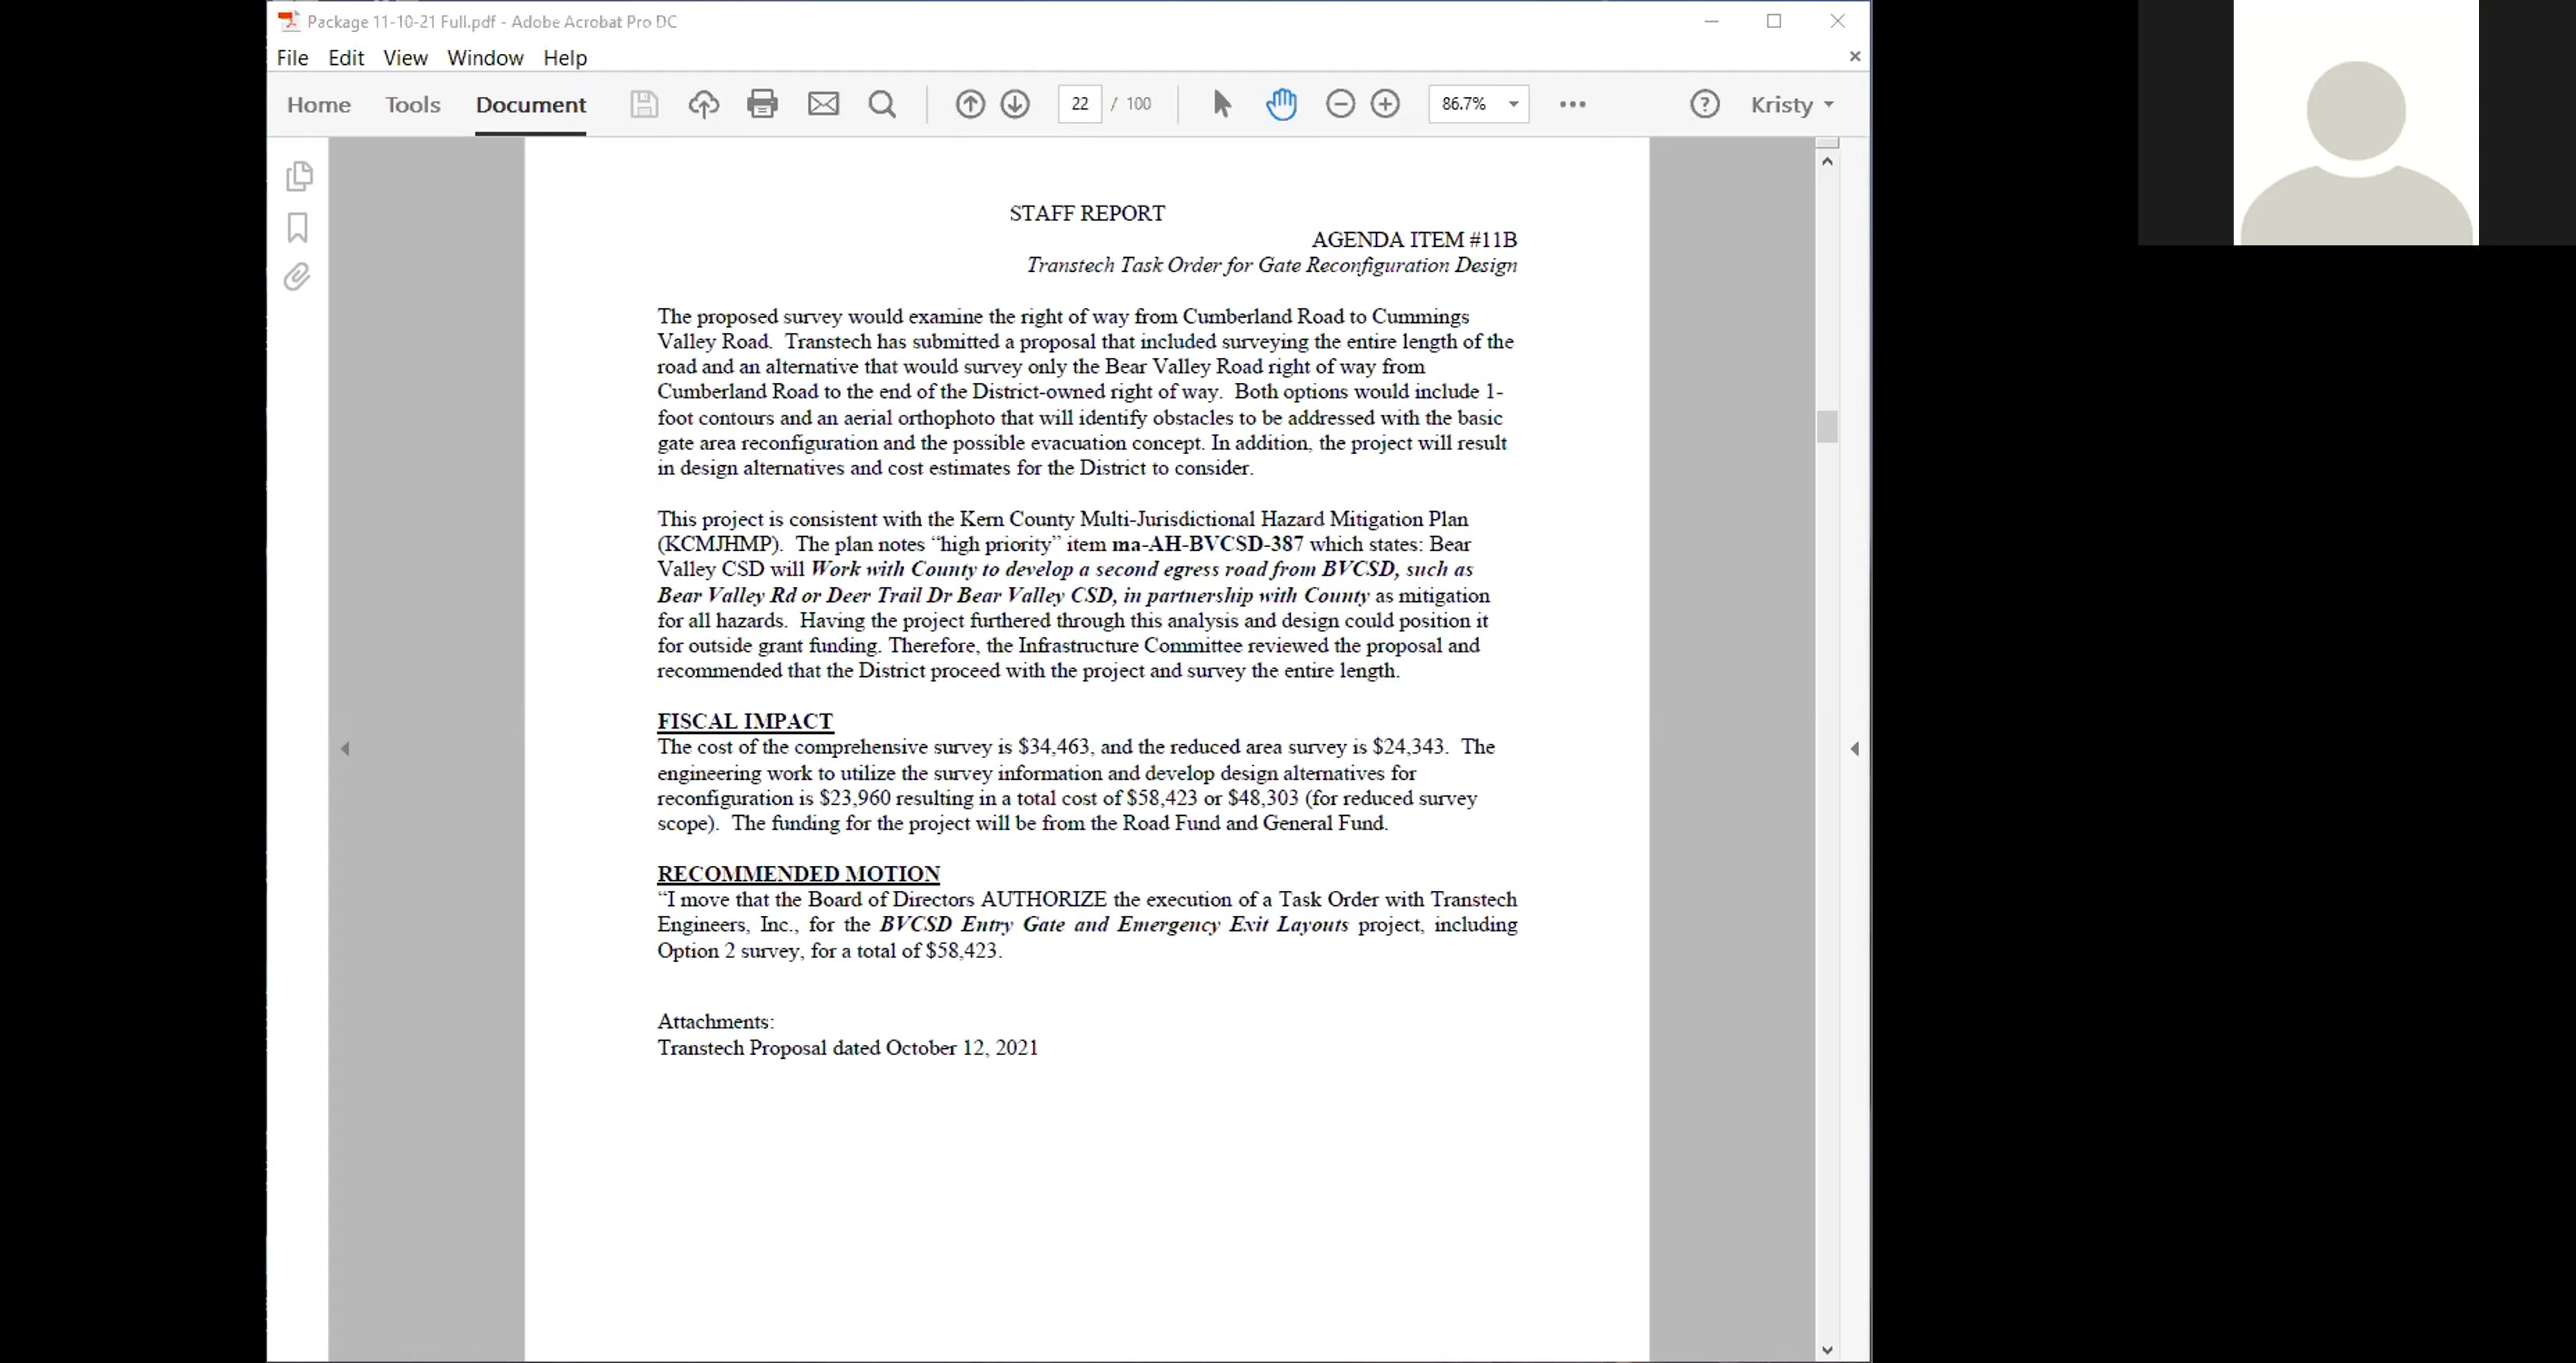 Package 11-10-21 Full.pdf - Adobe Acrobat Pro DC
File Edit View Window Help
Home Tools Document 22 / 100 86.7% Kristy
STAFF REPORT
AGENDA ITEM #11B
Transtech Task Order for Gate Reconfiguration Design
The proposed survey would examine the right of way from Cumberland Road to Cummings
Valley Road. Transtech has submitted a proposal that included surveying the entire length of the
road and an alternative that would survey only the Bear Valley Road right of way from
Cumberland Road to the end of the District-owned right of way. Both options would include 1-
foot contours and an aerial orthophoto that will identify obstacles to be addressed with the basic
gate area reconfiguration and the possible evacuation concept. In addition, the project will result
in design alternatives and cost estimates for the District to consider.
This project is consistent with the Kern County Multi-Jurisdictional Hazard Mitigation Plan
(KCMJHMP). The plan notes “high priority” item ma-AH-BVCSD-387 which states: Bear
Valley CSD will Work with County to develop a second egress road from BVCSD, such as
Bear Valley Rd or Deer Trail Dr Bear Valley CSD, in partnership with County as mitigation
for all hazards. Having the project furthered through this analysis and design could position it
for outside grant funding. Therefore, the Infrastructure Committee reviewed the proposal and
recommended that the District proceed with the project and survey the entire length.
FISCAL IMPACT
The cost of the comprehensive survey is $34,463, and the reduced area survey is $24,343. The
engineering work to utilize the survey information and develop design alternatives for
reconfiguration is $23,960 resulting in a total cost of $58,423 or $48,303 (for reduced survey
scope). The funding for the project will be from the Road Fund and General Fund.
RECOMMENDED MOTION
“I move that the Board of Directors AUTHORIZE the execution of a Task Order with Transtech
Engineers, Inc., for the BVCSD Entry Gate and Emergency Exit Layouts project, including
Option 2 survey, for a total of $58,423.
Attachments:
Transtech Proposal dated October 12, 2021